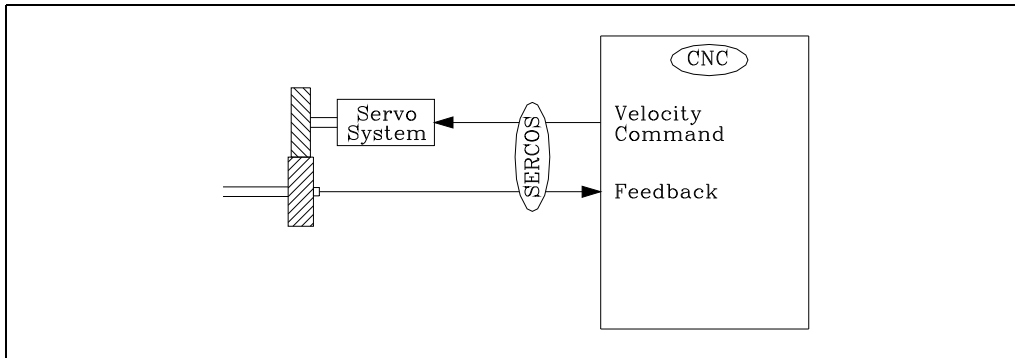 CNC
Servo
System
SERCOS
Velocity
Command
Feedback